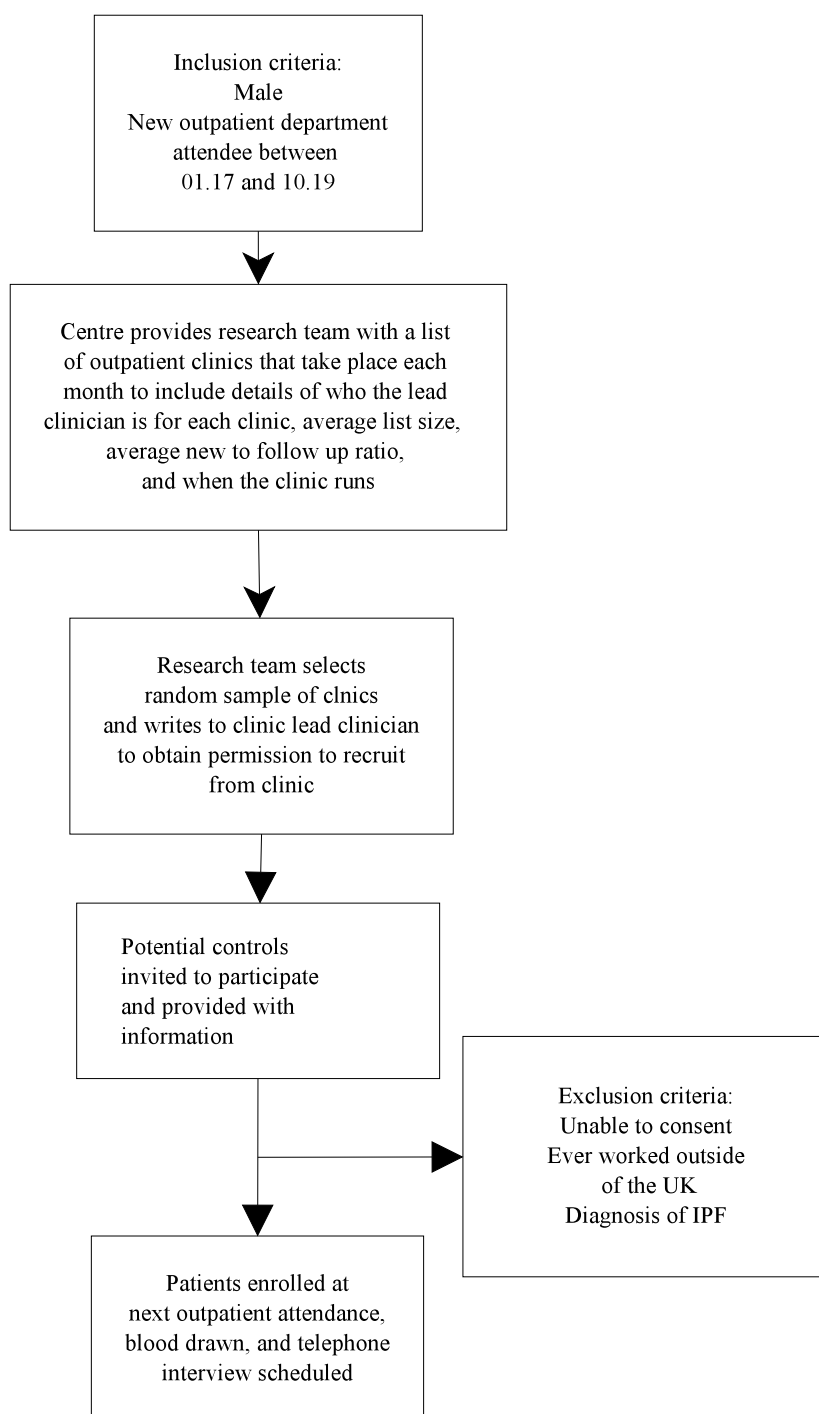 Inclusion criteria:
Male
New outpatient department
attendee between
01.17 and 10.19
Centre provides research team with a list
of outpatient clinics that take place each
month to include details of who the lead
clinician is for each clinic, average list size,
average new to follow up ratio,
and when the clinic runs
Research team selects
random sample of clnics
and writes to clinic lead clinician
to obtain permission to recruit
from clinic
Potential controls
invited to participate
and provided with
information
Exclusion criteria:
Unable to consent
Ever worked outside
of the UK
Diagnosis of IPF
Patients enrolled at
next outpatient attendance,
blood drawn, and telephone
interview scheduled